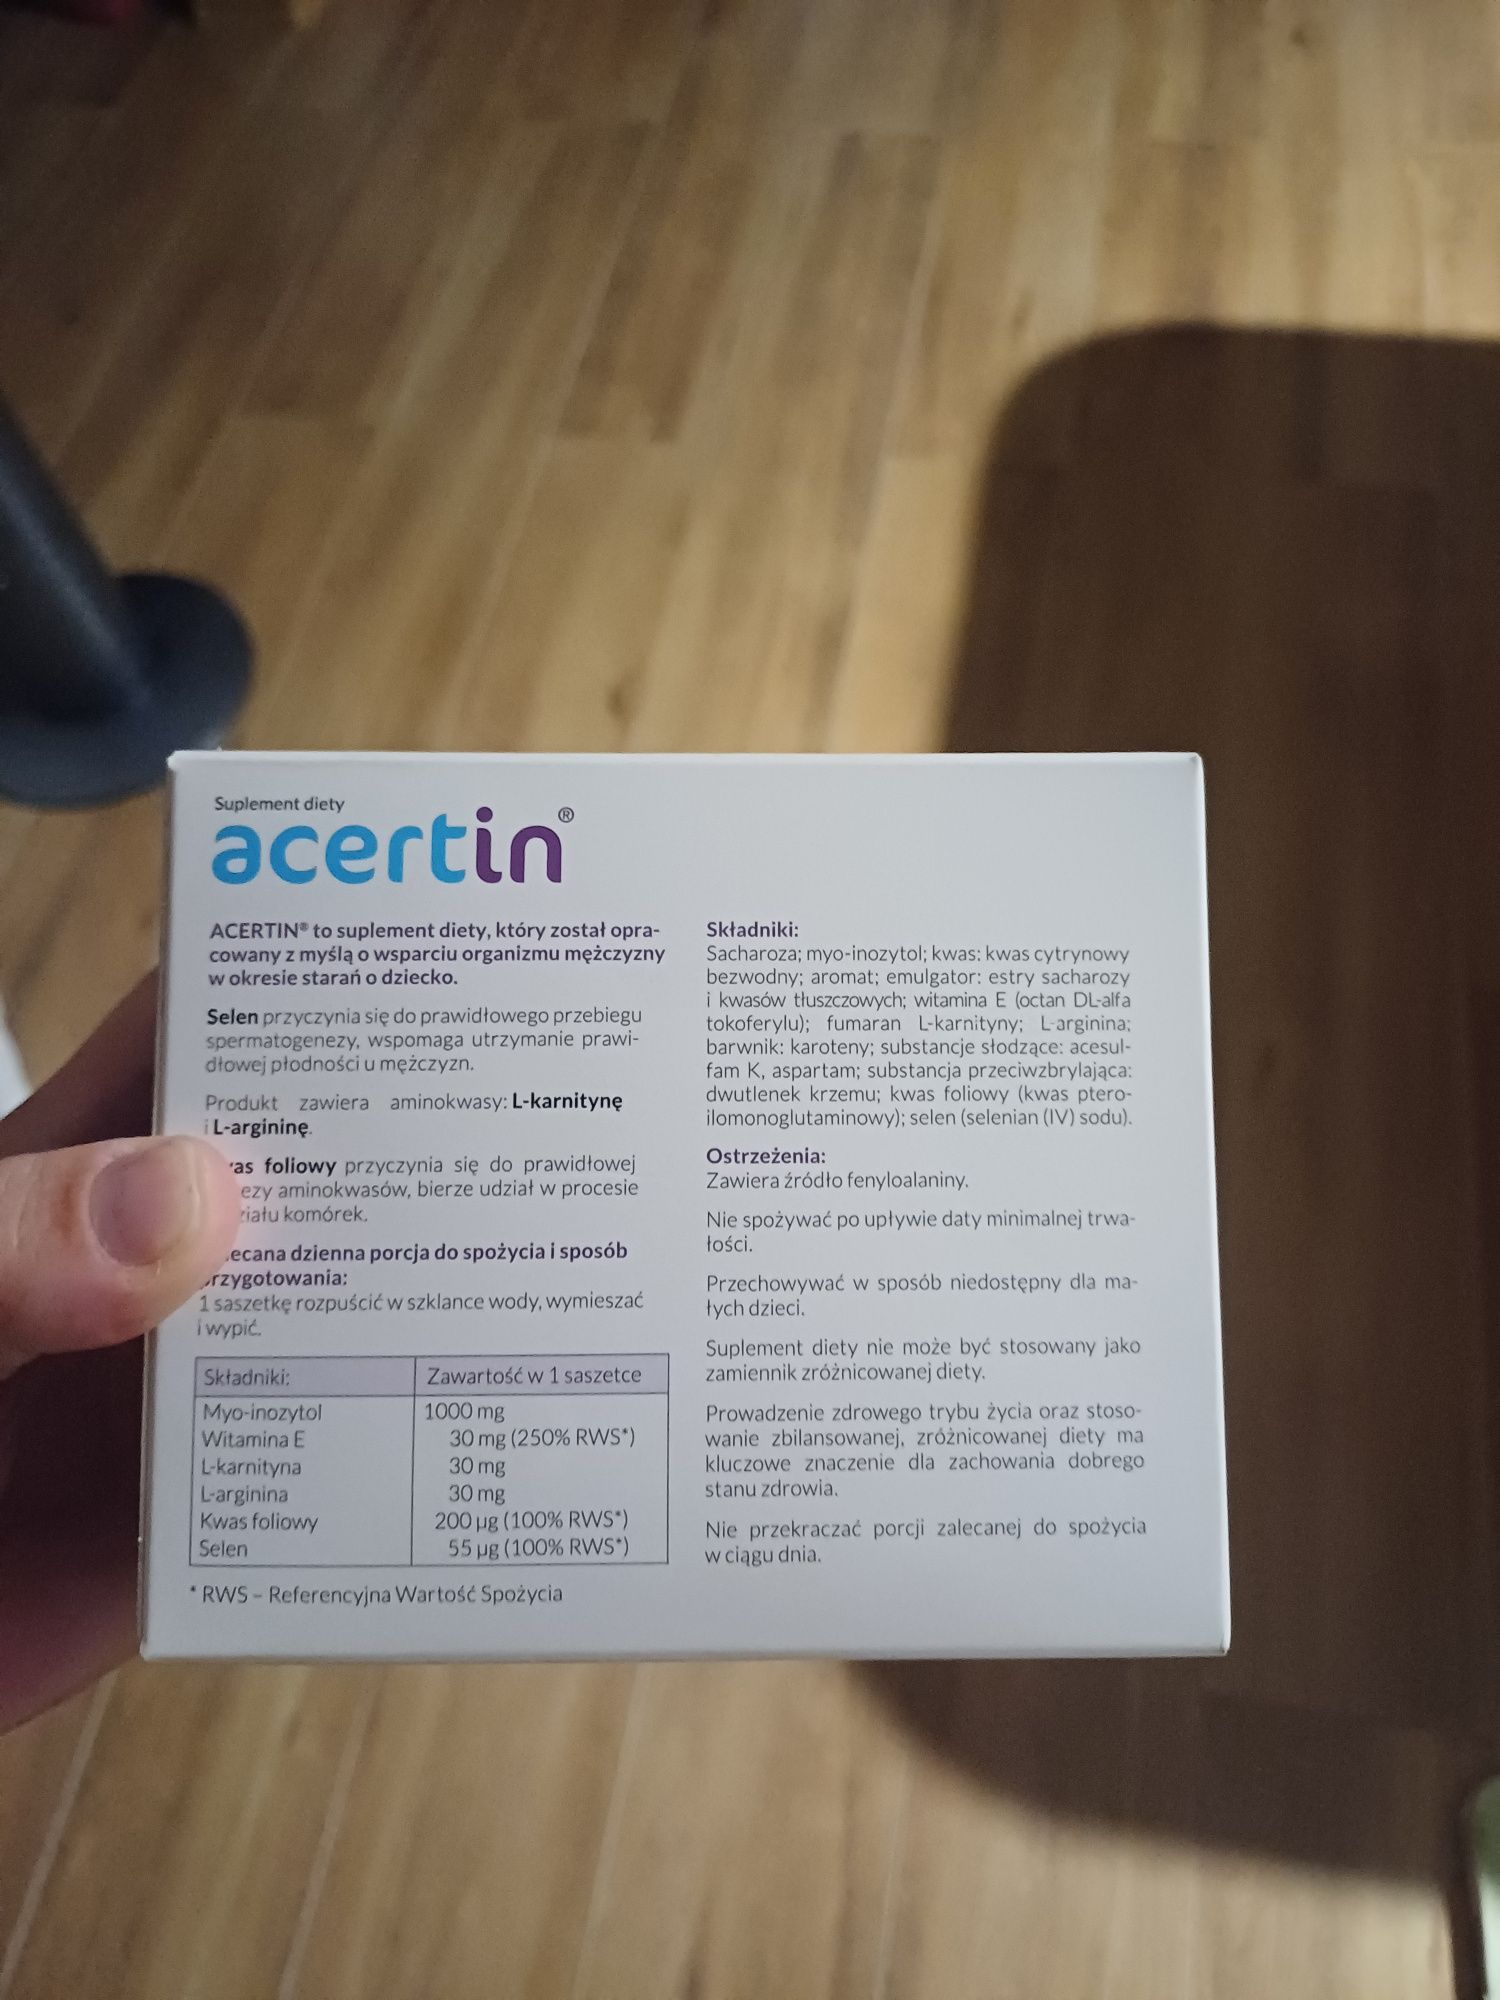 Suplement diety
acertin®
ACERTIN® to suplement diety, który został opra-
cowany z myślą o wsparciu organizmu mężczyzny
w okresie starań o dziecko.
Selen przyczynia się do prawidłowego przebiegu
spermatogenezy, wspomaga utrzymanie prawi-
dłowej płodności u mężczyzn.
Produkt zawiera aminokwasy: L-karnitynę
i L-argininę.
foliowy przyczynia się do prawidłowej
aminokwasów, bierze udział w procesie
komórek.
dzienna porcja do spożycia i sposób
przygotowania:
1 saszetkę rozpuścić w szklance wody, wymieszać
i wypić.
Składniki: Zawartość w 1 saszetce
Myo-inozytol 1000 mg
Witamina E 30 mg (250% RWS*)
L-karnityna 30 mg
L-arginina 30 mg
Kwas foliowy 200 µg (100% RWS*)
Selen 55 µg (100% RWS*)
* RWS – Referencyjna Wartość Spożycia
Składniki:
Sacharoza; myo-inozytol; kwas: kwas cytrynowy
bezwodny; aromat; emulgator: estry sacharozy
i kwasów tłuszczowych; witamina E (octan DL-alfa
tokoferylu); fumaran L-karnityny; L-arginina;
barwnik: karoteny; substancje słodzące: acesul-
fam K, aspartam; substancja przeciwzbrylająca:
dwutlenek krzemu; kwas foliowy (kwas ptero-
ilomonoglutaminowy); selen (selenian (IV) sodu).
Ostrzeżenia:
Zawiera źródło fenyloalaniny.
Nie spożywać po upływie daty minimalnej trwa-
łości.
Przechowywać w sposób niedostępny dla ma-
łych dzieci.
Suplement diety nie może być stosowany jako
zamiennik zróżnicowanej diety.
Prowadzenie zdrowego trybu życia oraz stoso-
wanie zbilansowanej, zróżnicowanej diety ma
kluczowe znaczenie dla zachowania dobrego
stanu zdrowia.
Nie przekraczać porcji zalecanej do spożycia
w ciągu dnia.